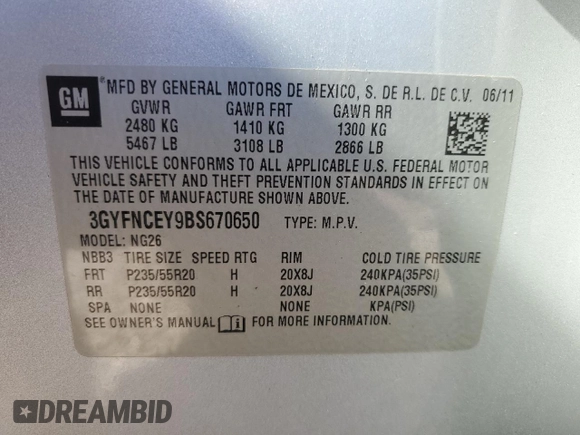 GM
® MFD BY GENERAL MOTORS DE MEXICO, S. DE R.L. DE C.V. 06/11
GVWR GAWR FRT GAWR RR
2480 KG 1410 KG 1300 KG
5467 LB 3108 LB 2866 LB
THIS VEHICLE CONFORMS TO ALL APPLICABLE U.S. FEDERAL MOTOR
VEHICLE SAFETY AND THEFT PREVENTION STANDARDS IN EFFECT ON
THE DATE OF MANUFACTURE SHOWN ABOVE.
3GYFNCEY9BS670650 TYPE: M.P.V.
MODEL: NG26
NBB3 TIRE SIZE SPEED RTG RIM COLD TIRE PRESSURE
FRT P235/55R20 H 20X8J 240KPA(35PSI)
RR P235/55R20 H 20X8J 240KPA(35PSI)
SPA NONE NONE KPA(PSI)
SEE OWNER'S MANUAL FOR MORE INFORMATION.
DREAMBID